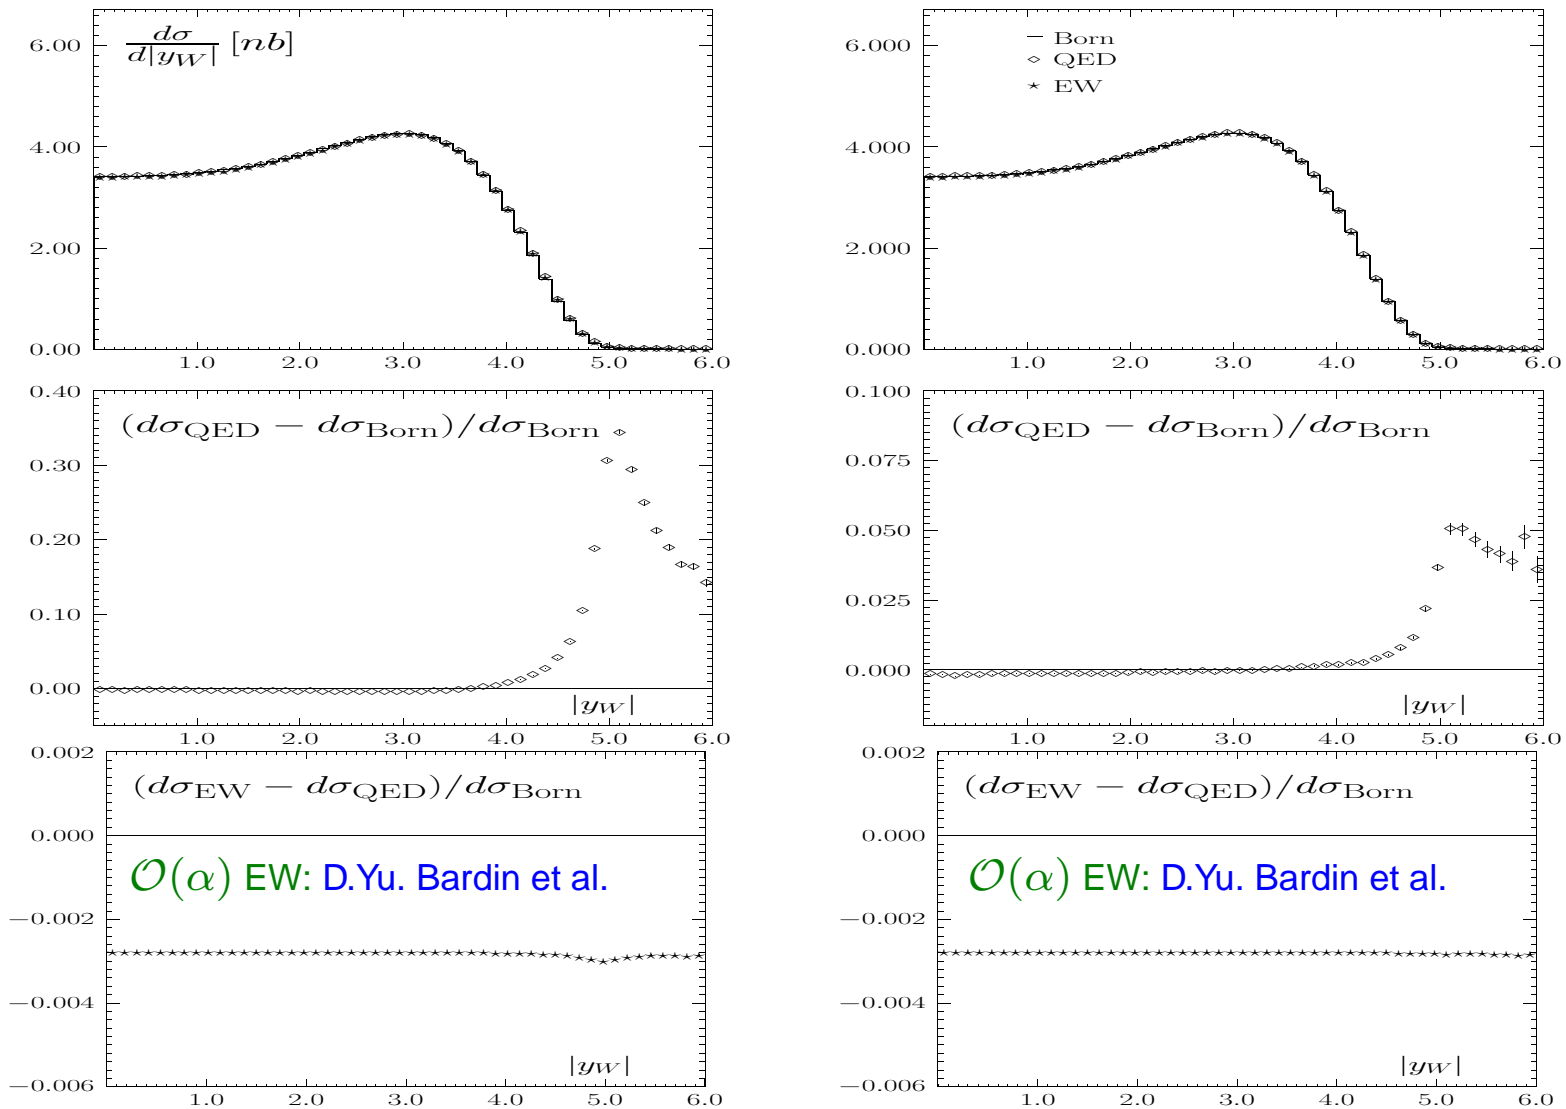 6.00
4.00
2.00
0.00
dσ/d|y_W| [nb]
1.0 2.0 3.0 4.0 5.0 6.0
6.000
4.000
2.000
0.000
Born
QED
EW
1.0 2.0 3.0 4.0 5.0 6.0
0.40
0.30
0.20
0.10
0.00
(dσ_QED − dσ_Born)/dσ_Born
|y_W|
1.0 2.0 3.0 4.0 5.0 6.0
0.100
0.075
0.050
0.025
0.000
(dσ_QED − dσ_Born)/dσ_Born
|y_W|
1.0 2.0 3.0 4.0 5.0 6.0
0.002
0.000
−0.002
−0.004
−0.006
(dσ_EW − dσ_QED)/dσ_Born
O(α) EW: D.Yu. Bardin et al.
|y_W|
1.0 2.0 3.0 4.0 5.0 6.0
0.002
0.000
−0.002
−0.004
−0.006
(dσ_EW − dσ_QED)/dσ_Born
O(α) EW: D.Yu. Bardin et al.
|y_W|
1.0 2.0 3.0 4.0 5.0 6.0